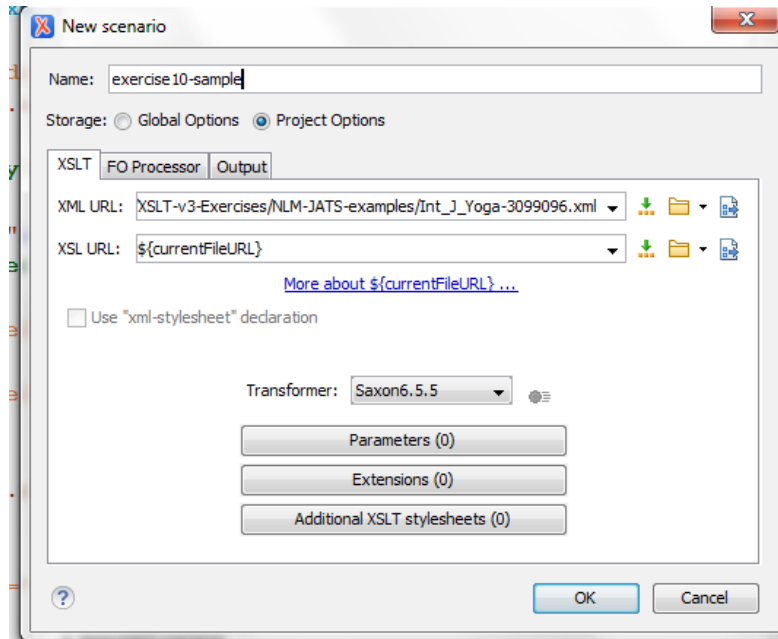 New scenario
Name: exercise10-sample
Storage: Global Options Project Options
XSLT FO Processor Output
XML URL: XSLT-v3-Exercises/NLM-JATS-examples/Int_J_Yoga-3099096.xml
XSL URL: ${currentFileURL}
More about ${currentFileURL} ...
Use "xml-stylesheet" declaration
Transformer: Saxon6.5.5
Parameters (0)
Extensions (0)
Additional XSLT stylesheets (0)
? OK Cancel